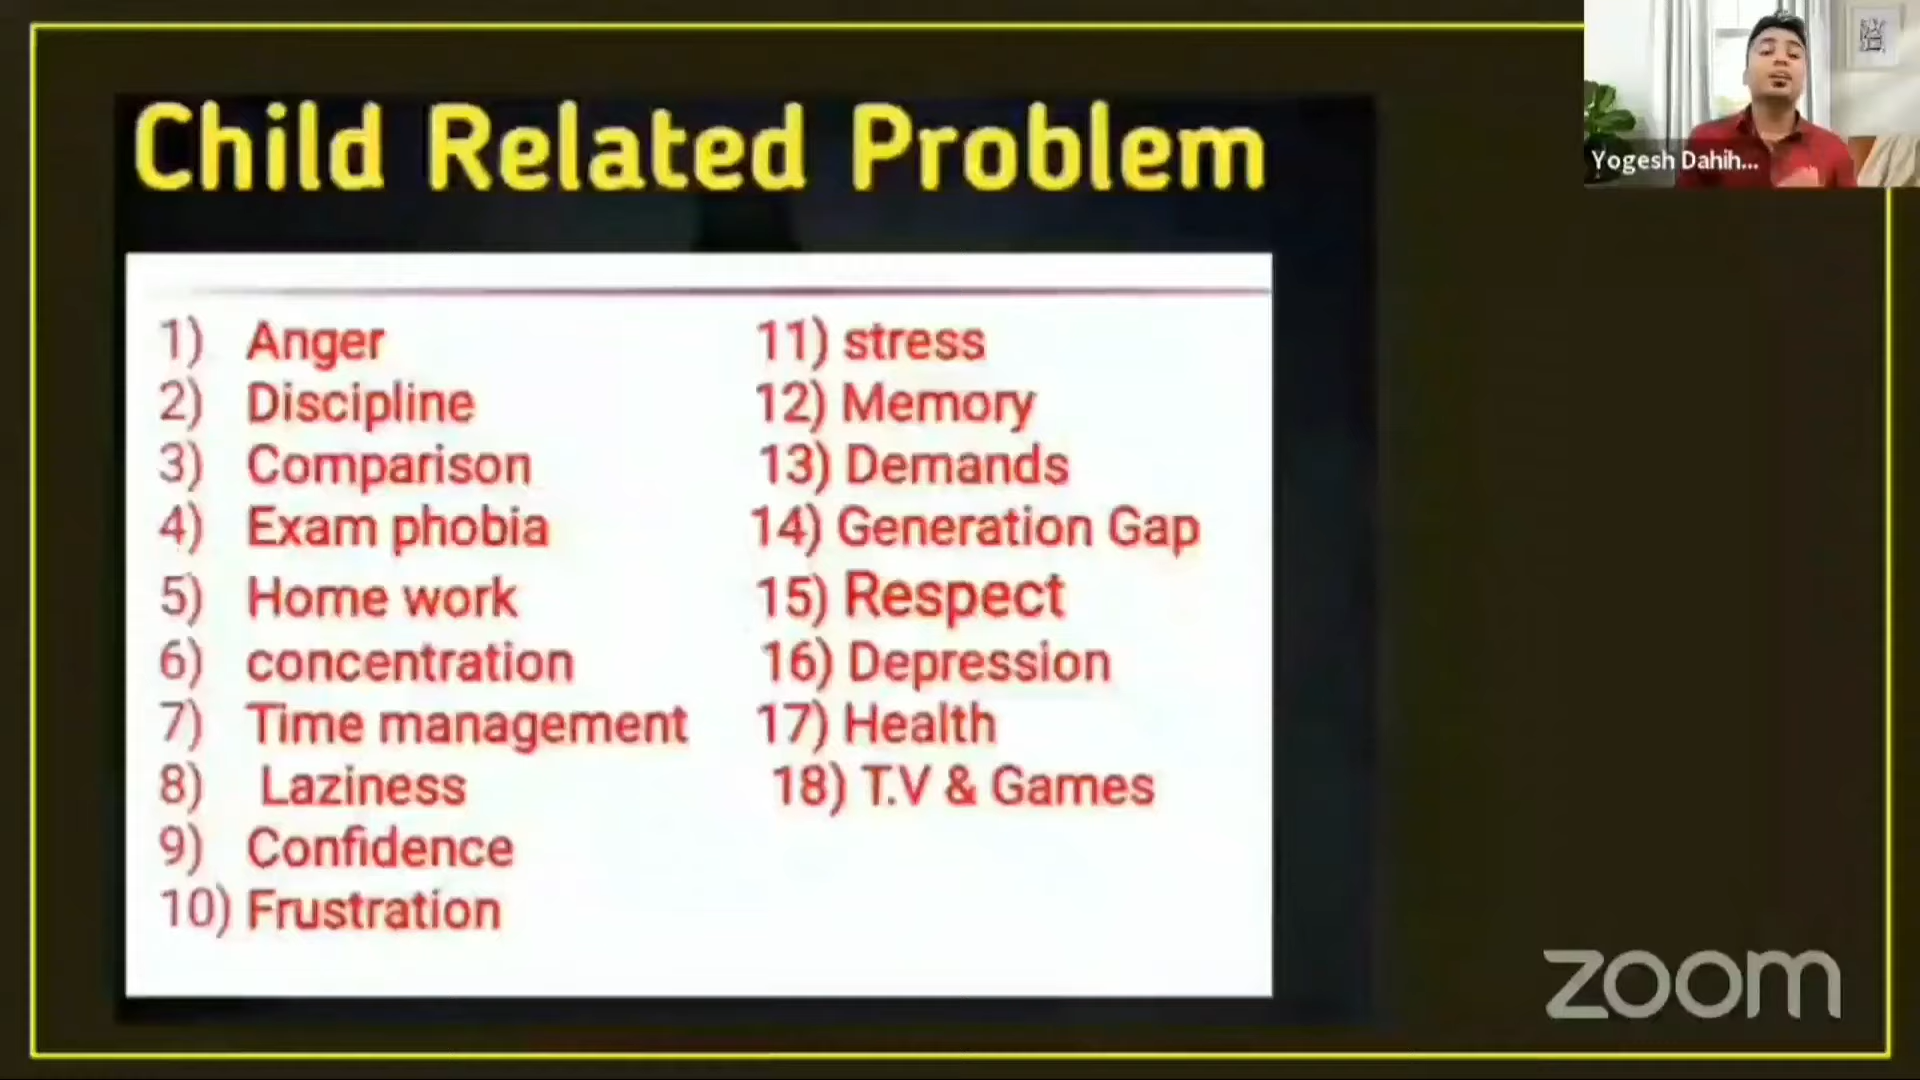 Child Related Problem
Yogesh Dahih...
1) Anger
2) Discipline
3) Comparison
4) Exam phobia
5) Home work
6) concentration
7) Time management
8) Laziness
9) Confidence
10) Frustration
11) stress
12) Memory
13) Demands
14) Generation Gap
15) Respect
16) Depression
17) Health
18) T.V & Games
zoom